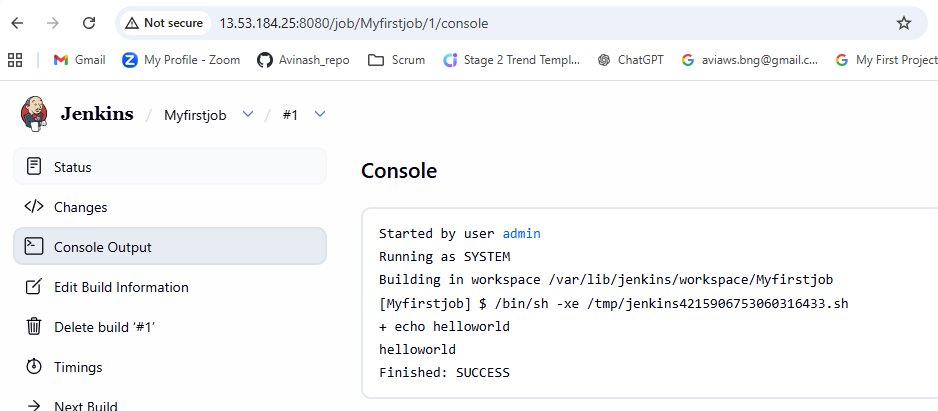 Not secure 13.53.184.25:8080/job/Myfirstjob/1/console
Gmail My Profile - Zoom Avinash_repo Scrum Stage 2 Trend Templ... ChatGPT aviaws.bng@gmail.c... My First Project
Jenkins / Myfirstjob / #1
Status
Changes
Console Output
Edit Build Information
Delete build ‘#1’
Timings
Next Build
Console
Started by user admin
Running as SYSTEM
Building in workspace /var/lib/jenkins/workspace/Myfirstjob
[Myfirstjob] $ /bin/sh -xe /tmp/jenkins4215906753060316433.sh
+ echo helloworld
helloworld
Finished: SUCCESS